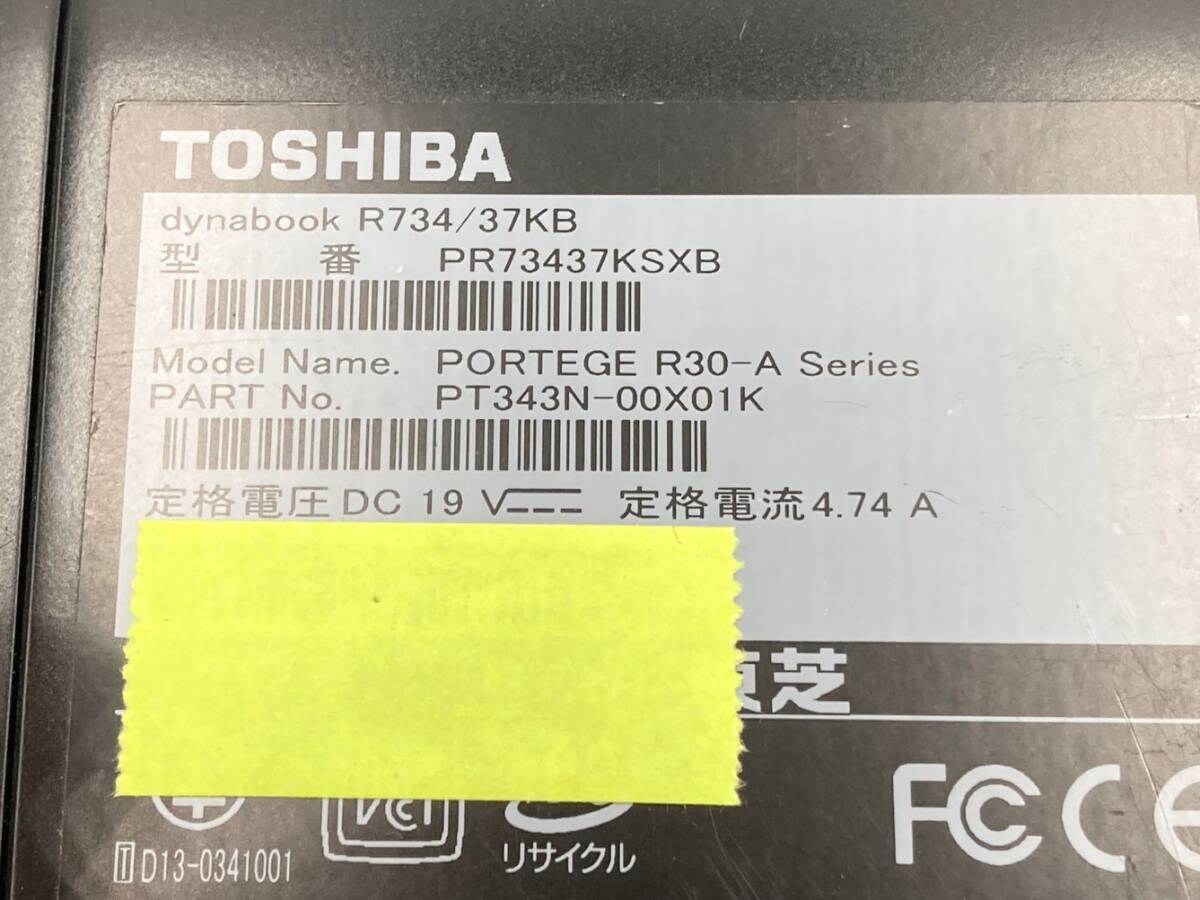 TOSHIBA
dynabook R734/37KB
型 番 PR73437KSXB
Model Name. PORTEGE R30-A Series
PART No. PT343N-00X01K
定格電圧 DC 19 V 定格電流 4.74 A
芝
VCCI
FC CE
リサイクル
T D13-0341001